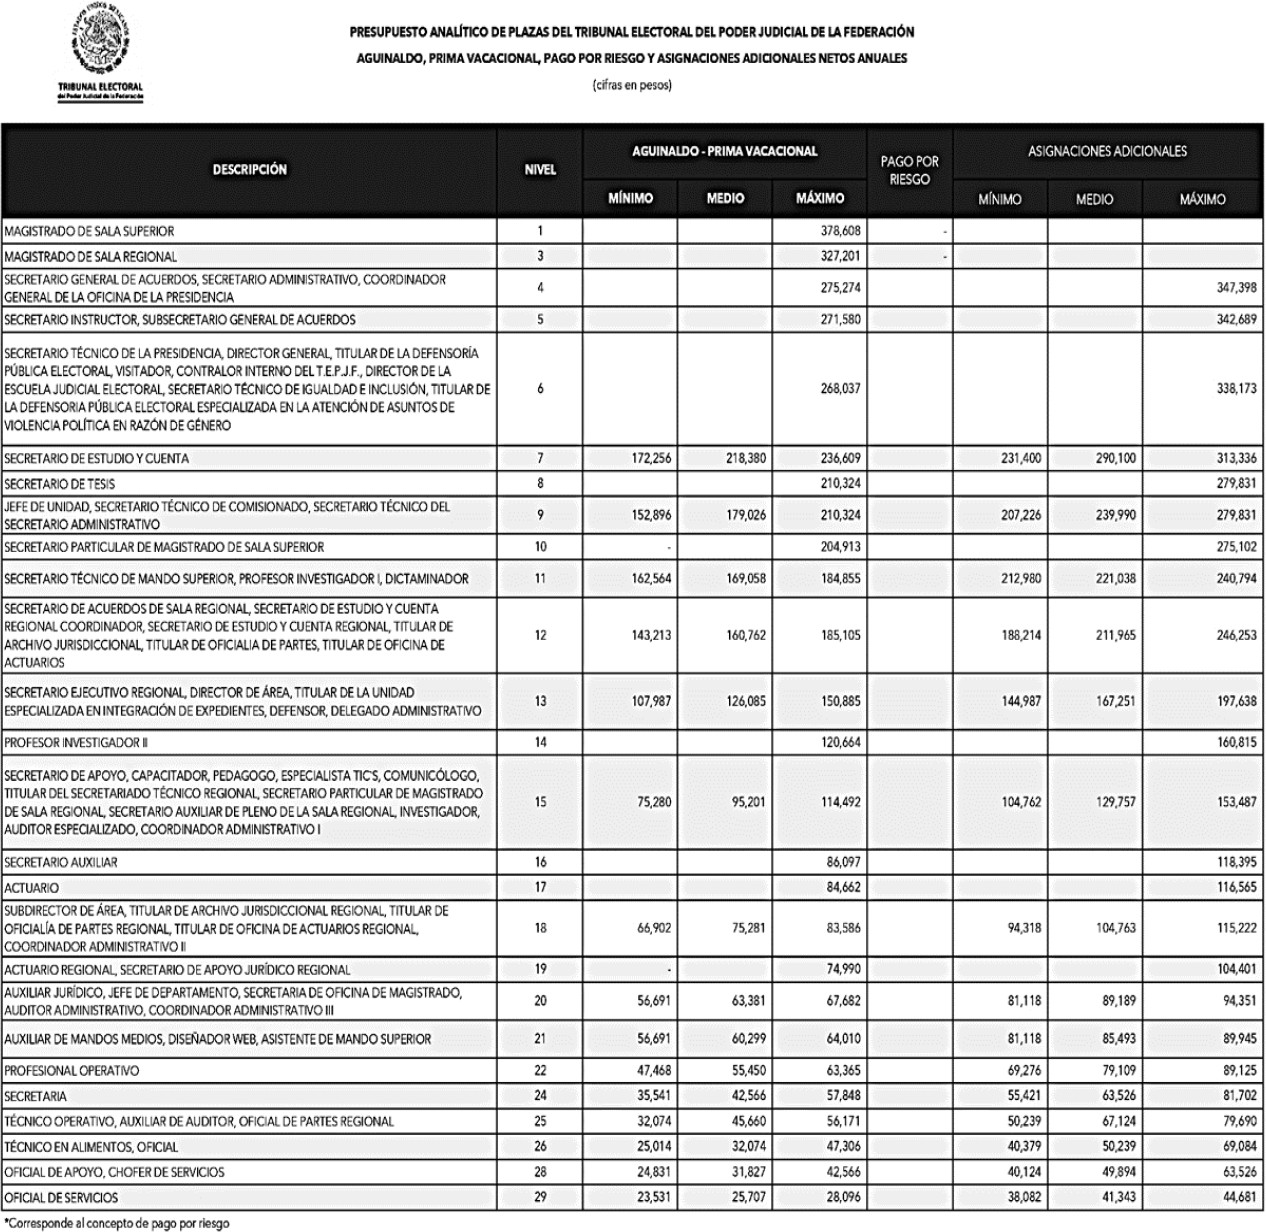 ESTADOS UNIDOS MEXICANOS
TRIBUNAL ELECTORAL
del Poder Judicial de la Federación
PRESUPUESTO ANALÍTICO DE PLAZAS DEL TRIBUNAL ELECTORAL DEL PODER JUDICIAL DE LA FEDERACIÓN
AGUINALDO, PRIMA VACACIONAL, PAGO POR RIESGO Y ASIGNACIONES ADICIONALES NETOS ANUALES
(cifras en pesos)
DESCRIPCIÓN NIVEL AGUINALDO - PRIMA VACACIONAL PAGO POR RIESGO ASIGNACIONES ADICIONALES
MÍNIMO MEDIO MÁXIMO MÍNIMO MEDIO MÁXIMO
MAGISTRADO DE SALA SUPERIOR 1 378,608 -
MAGISTRADO DE SALA REGIONAL 3 327,201 -
SECRETARIO GENERAL DE ACUERDOS, SECRETARIO ADMINISTRATIVO, COORDINADOR
GENERAL DE LA OFICINA DE LA PRESIDENCIA 4 275,274 347,398
SECRETARIO INSTRUCTOR, SUBSECRETARIO GENERAL DE ACUERDOS 5 271,580 342,689
SECRETARIO TÉCNICO DE LA PRESIDENCIA, DIRECTOR GENERAL, TITULAR DE LA DEFENSORÍA
PÚBLICA ELECTORAL, VISITADOR, CONTRALOR INTERNO DEL T.E.P.J.F., DIRECTOR DE LA
ESCUELA JUDICIAL ELECTORAL, SECRETARIO TÉCNICO DE IGUALDAD E INCLUSIÓN, TITULAR DE 6 268,037 338,173
LA DEFENSORIA PÚBLICA ELECTORAL ESPECIALIZADA EN LA ATENCIÓN DE ASUNTOS DE
VIOLENCIA POLÍTICA EN RAZÓN DE GÉNERO
SECRETARIO DE ESTUDIO Y CUENTA 7 172,256 218,380 236,609 231,400 290,100 313,336
SECRETARIO DE TESIS 8 210,324 279,831
JEFE DE UNIDAD, SECRETARIO TÉCNICO DE COMISIONADO, SECRETARIO TÉCNICO DEL
SECRETARIO ADMINISTRATIVO 9 152,896 179,026 210,324 207,226 239,990 279,831
SECRETARIO PARTICULAR DE MAGISTRADO DE SALA SUPERIOR 10 - 204,913 275,102
SECRETARIO TÉCNICO DE MANDO SUPERIOR, PROFESOR INVESTIGADOR I, DICTAMINADOR 11 162,564 169,058 184,855 212,980 221,038 240,794
SECRETARIO DE ACUERDOS DE SALA REGIONAL, SECRETARIO DE ESTUDIO Y CUENTA
REGIONAL COORDINADOR, SECRETARIO DE ESTUDIO Y CUENTA REGIONAL, TITULAR DE 12 143,213 160,762 185,105 188,214 211,965 246,253
ARCHIVO JURISDICCIONAL, TITULAR DE OFICIALIA DE PARTES, TITULAR DE OFICINA DE
ACTUARIOS
SECRETARIO EJECUTIVO REGIONAL, DIRECTOR DE ÁREA, TITULAR DE LA UNIDAD
ESPECIALIZADA EN INTEGRACIÓN DE EXPEDIENTES, DEFENSOR, DELEGADO ADMINISTRATIVO 13 107,987 126,085 150,885 144,987 167,251 197,638
PROFESOR INVESTIGADOR II 14 120,664 160,815
SECRETARIO DE APOYO, CAPACITADOR, PEDAGOGO, ESPECIALISTA TIC'S, COMUNICÓLOGO,
TITULAR DEL SECRETARIADO TÉCNICO REGIONAL, SECRETARIO PARTICULAR DE MAGISTRADO
DE SALA REGIONAL, SECRETARIO AUXILIAR DE PLENO DE LA SALA REGIONAL, INVESTIGADOR, 15 75,280 95,201 114,492 104,762 129,757 153,487
AUDITOR ESPECIALIZADO, COORDINADOR ADMINISTRATIVO I
SECRETARIO AUXILIAR 16 86,097 118,395
ACTUARIO 17 84,662 116,565
SUBDIRECTOR DE ÁREA, TITULAR DE ARCHIVO JURISDICCIONAL REGIONAL, TITULAR DE
OFICIALÍA DE PARTES REGIONAL, TITULAR DE OFICINA DE ACTUARIOS REGIONAL, 18 66,902 75,281 83,586 94,318 104,763 115,222
COORDINADOR ADMINISTRATIVO II
ACTUARIO REGIONAL, SECRETARIO DE APOYO JURÍDICO REGIONAL 19 - 74,990 104,401
AUXILIAR JURÍDICO, JEFE DE DEPARTAMENTO, SECRETARIA DE OFICINA DE MAGISTRADO,
AUDITOR ADMINISTRATIVO, COORDINADOR ADMINISTRATIVO III 20 56,691 63,381 67,682 81,118 89,189 94,351
AUXILIAR DE MANDOS MEDIOS, DISEÑADOR WEB, ASISTENTE DE MANDO SUPERIOR 21 56,691 60,299 64,010 81,118 85,493 89,945
PROFESIONAL OPERATIVO 22 47,468 55,450 63,365 69,276 79,109 89,125
SECRETARIA 24 35,541 42,566 57,848 55,421 63,526 81,702
TÉCNICO OPERATIVO, AUXILIAR DE AUDITOR, OFICIAL DE PARTES REGIONAL 25 32,074 45,660 56,171 50,239 67,124 79,690
TÉCNICO EN ALIMENTOS, OFICIAL 26 25,014 32,074 47,306 40,379 50,239 69,084
OFICIAL DE APOYO, CHOFER DE SERVICIOS 28 24,831 31,827 42,566 40,124 49,894 63,526
OFICIAL DE SERVICIOS 29 23,531 25,707 28,096 38,082 41,343 44,681
*Corresponde al concepto de pago por riesgo